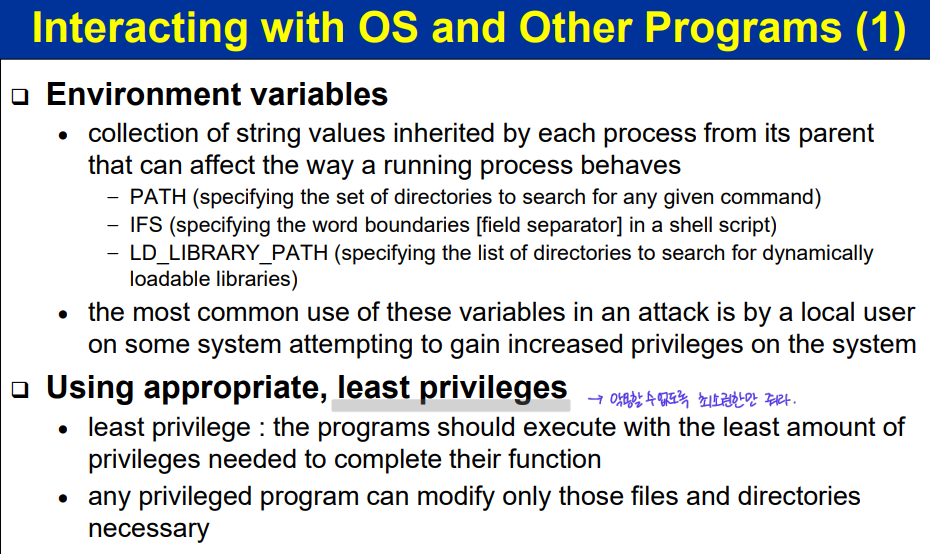 Interacting with OS and Other Programs (1)
❑ Environment variables
• collection of string values inherited by each process from its parent
that can affect the way a running process behaves
– PATH (specifying the set of directories to search for any given command)
– IFS (specifying the word boundaries [field separator] in a shell script)
– LD_LIBRARY_PATH (specifying the list of directories to search for dynamically
loadable libraries)
• the most common use of these variables in an attack is by a local user
on some system attempting to gain increased privileges on the system
❑ Using appropriate, least privileges → 악용할 수 없도록 최소권한만 줘라.
• least privilege : the programs should execute with the least amount of
privileges needed to complete their function
• any privileged program can modify only those files and directories
necessary